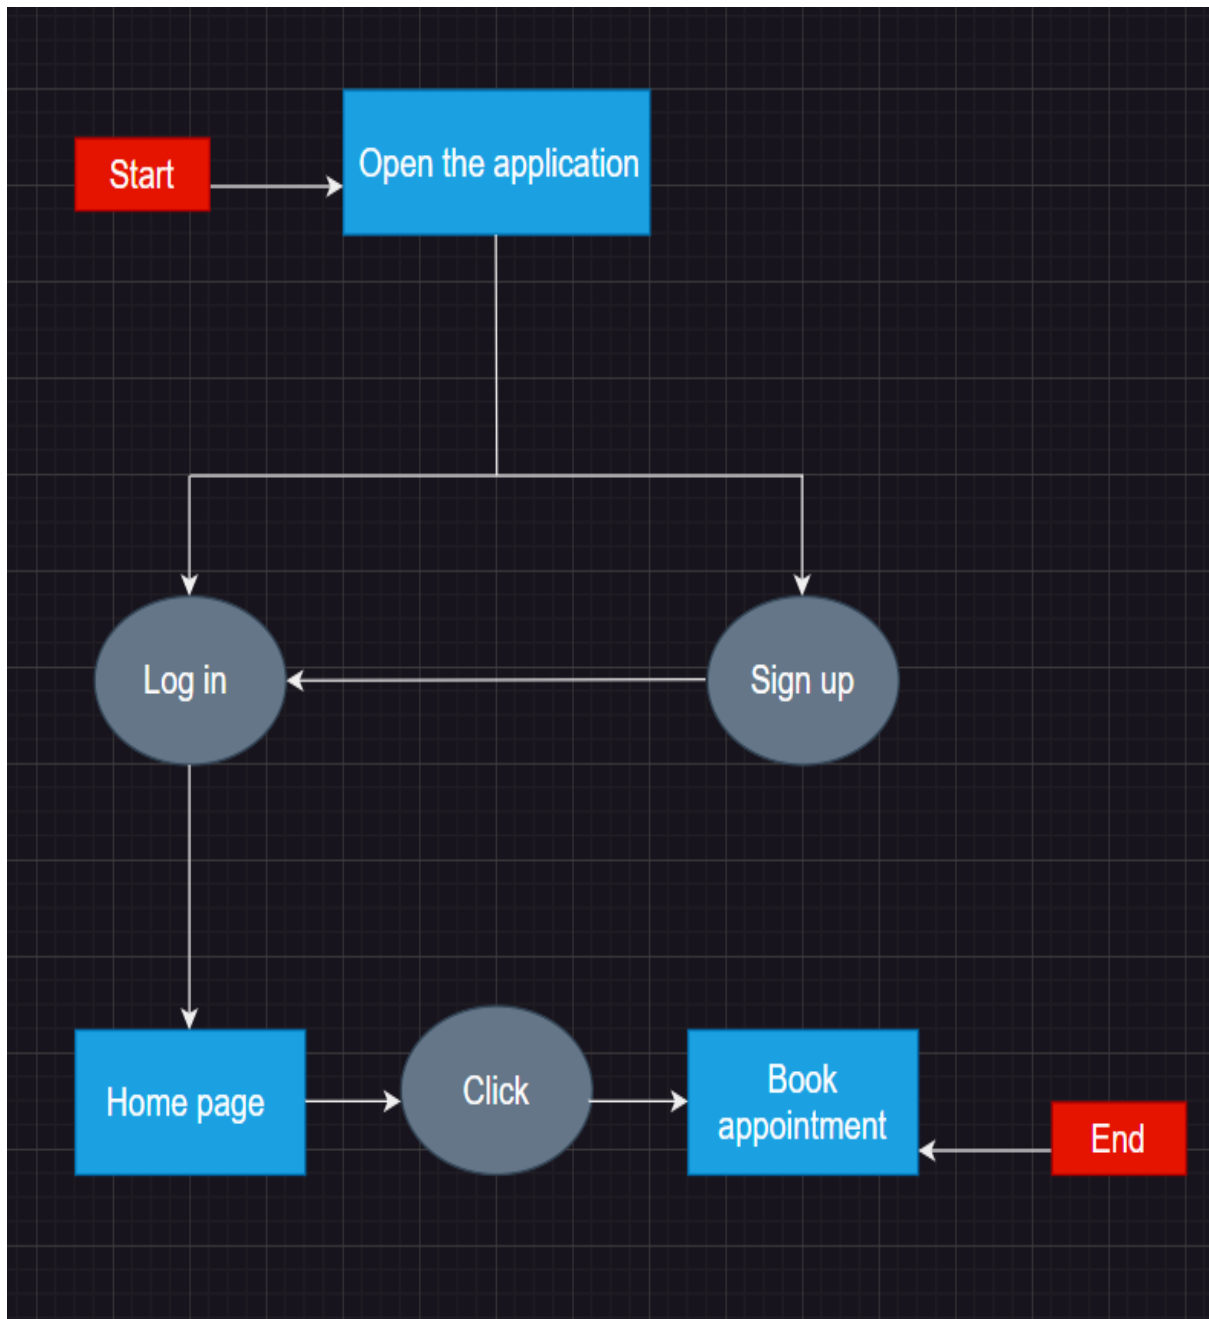 Start
Open the application
Log in
Sign up
Home page
Click
Book
appointment
End